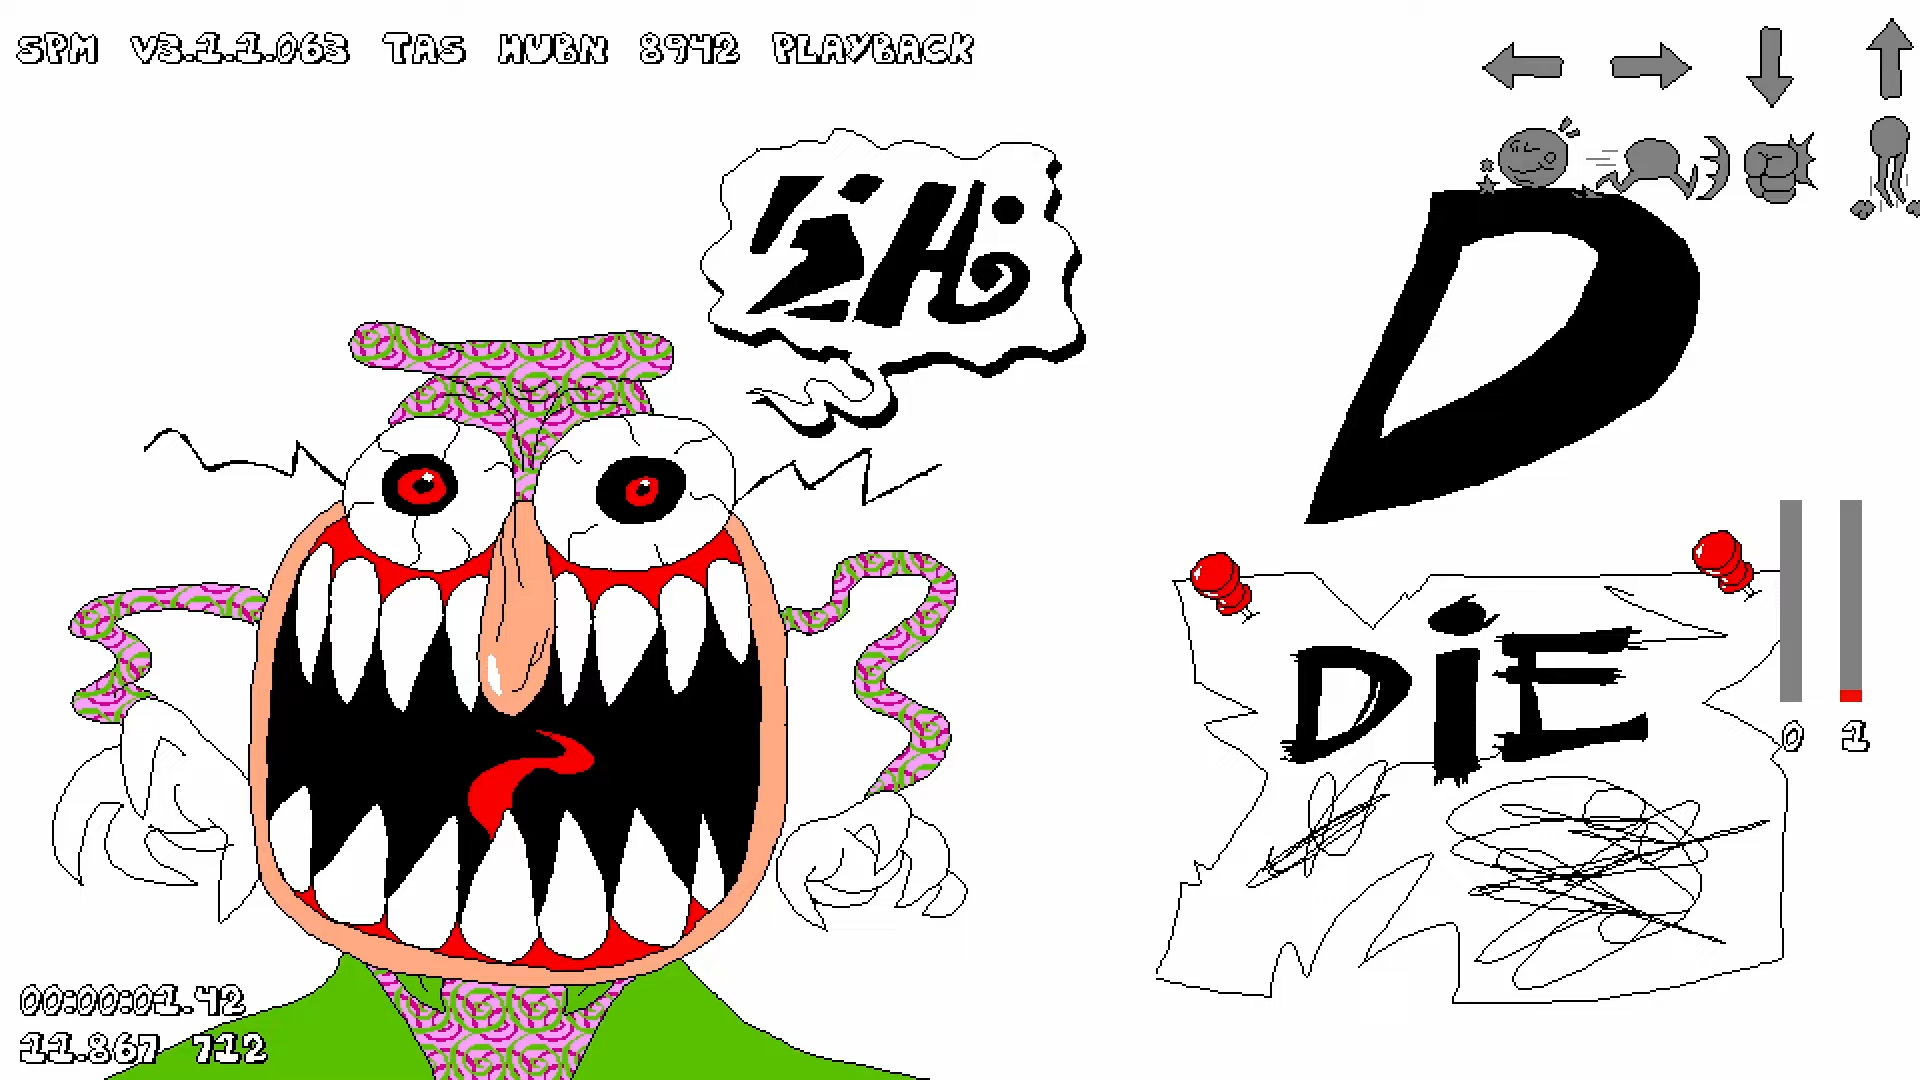 SPM V3.1.1.063 TAS HUBN 8942 PLAYBACK
D
DiE
0 1
00:00:01.42
11.867 712